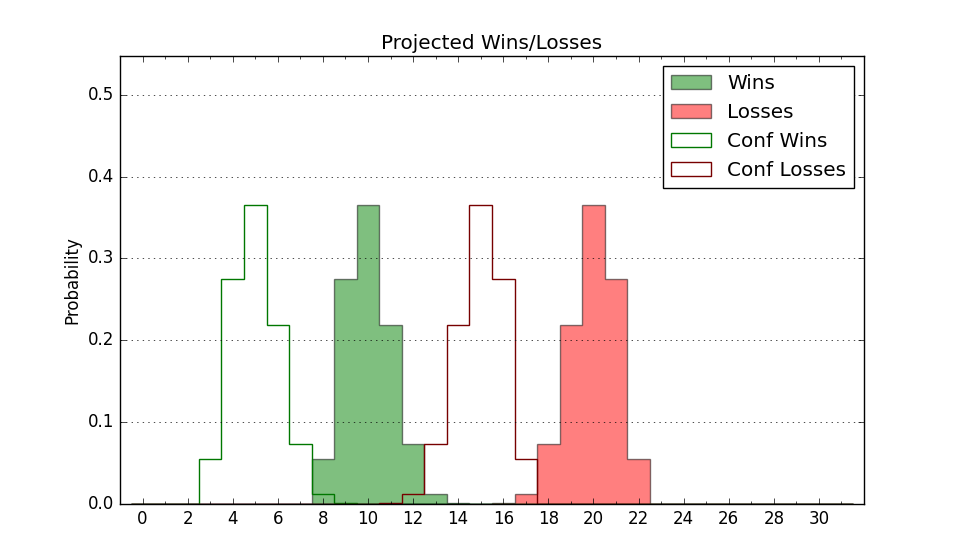 Projected Wins/Losses
Wins
Losses
Conf Wins
Conf Losses
Probability
0.5
0.4
0.3
0.2
0.1
0.0
0 2 4 6 8 10 12 14 16 18 20 22 24 26 28 30